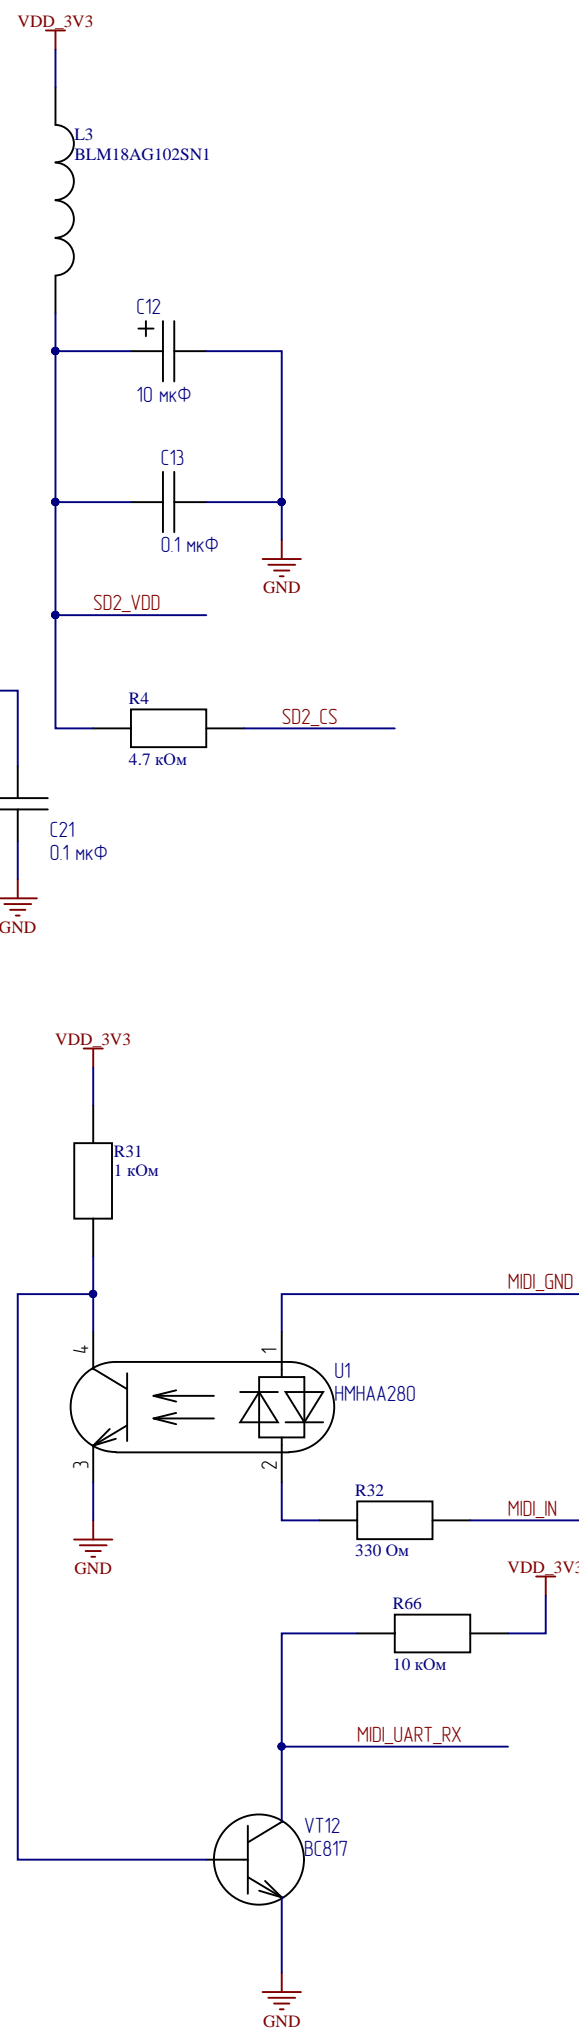 VDD_3V3
L3
BLM18AG102SN1
C12
+
10 мкФ
C13
0.1 мкФ
GND
SD2_VDD
R4
SD2_CS
4.7 кОм
C21
0.1 мкФ
GND
VDD_3V3
R31
1 кОм
MIDI_GND
4
1
U1
HMHAA280
3
2
R32
MIDI_IN
330 Ом
GND
VDD_3V3
R66
10 кОм
MIDI_UART_RX
VT12
BC817
GND